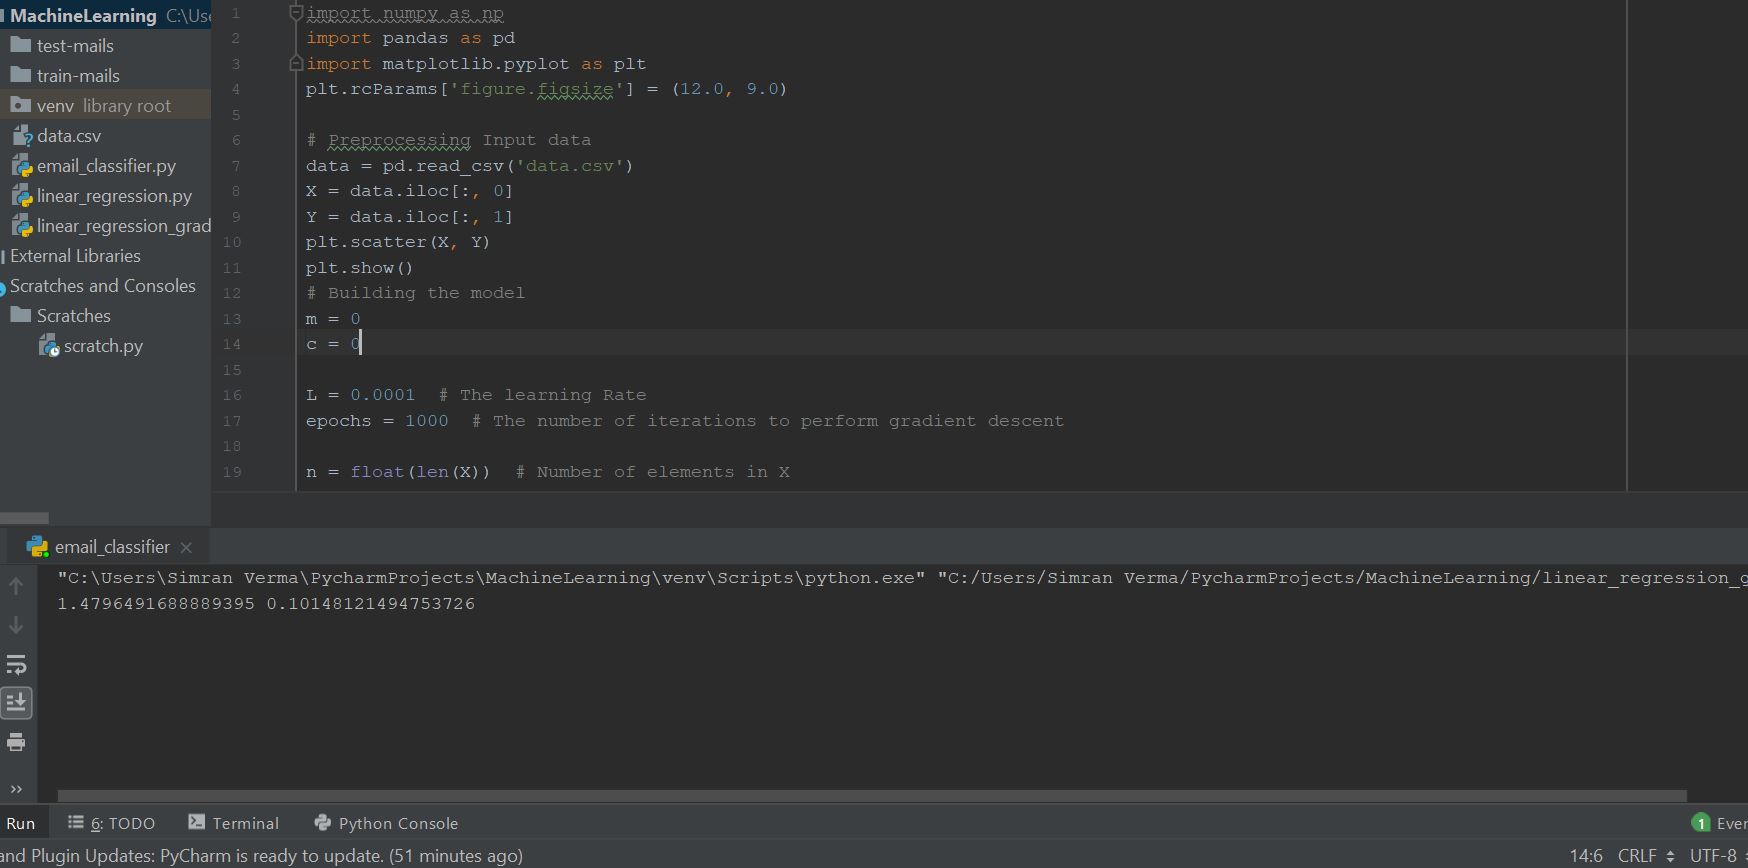 MachineLearning C:\Use
test-mails
train-mails
venv library root
data.csv
email_classifier.py
linear_regression.py
linear_regression_grad
External Libraries
Scratches and Consoles
Scratches
scratch.py
1 import numpy as np
2 import pandas as pd
3 import matplotlib.pyplot as plt
4 plt.rcParams['figure.figsize'] = (12.0, 9.0)
5
6 # Preprocessing Input data
7 data = pd.read_csv('data.csv')
8 X = data.iloc[:, 0]
9 Y = data.iloc[:, 1]
10 plt.scatter(X, Y)
11 plt.show()
12 # Building the model
13 m = 0
14 c = 0
15
16 L = 0.0001 # The learning Rate
17 epochs = 1000 # The number of iterations to perform gradient descent
18
19 n = float(len(X)) # Number of elements in X
email_classifier ×
"C:\Users\Simran Verma\PycharmProjects\MachineLearning\venv\Scripts\python.exe" "C:/Users/Simran Verma/PycharmProjects/MachineLearning/linear_regression_g
1.4796491688889395 0.10148121494753726
»
Run 6: TODO Terminal Python Console 1 Ever
and Plugin Updates: PyCharm is ready to update. (51 minutes ago) 14:6 CRLF UTF-8